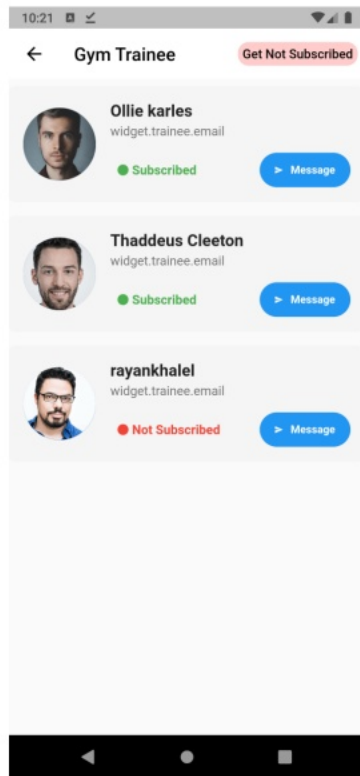 10:21
Gym Trainee
Get Not Subscribed
Ollie karles
widget.trainee.email
Subscribed
Message
Thaddeus Cleeton
widget.trainee.email
Subscribed
Message
rayankhalel
widget.trainee.email
Not Subscribed
Message